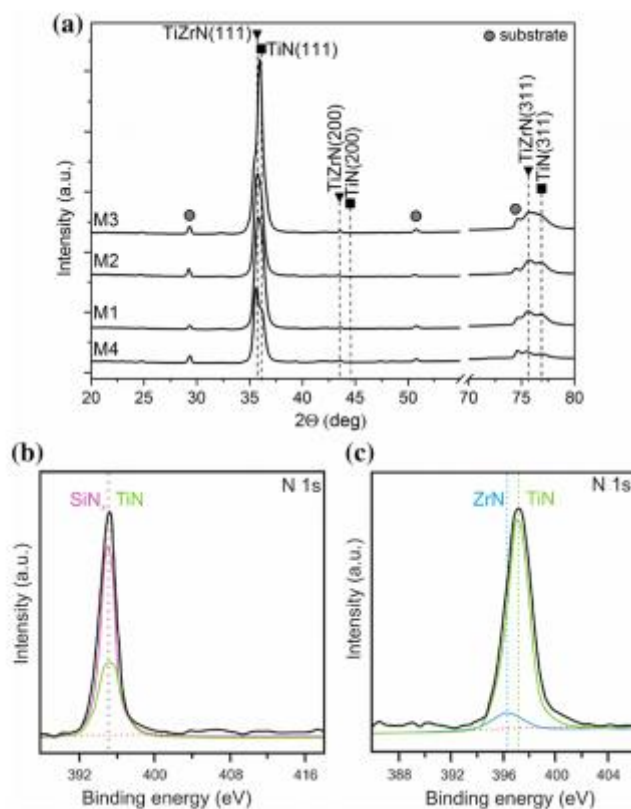 (a)
TiZrN(111)
TiN(111)
substrate
TiZrN(200)
TiN(200)
TiZrN(311)
TiN(311)
Intensity (a.u.)
M3
M2
M1
M4
20 25 30 35 40 45 50 55 70 75 80
2Θ (deg)
(b)
SiN, TiN
N 1s
Intensity (a.u.)
392 400 408 416
Binding energy (eV)
(c)
ZrN TiN
N 1s
Intensity (a.u.)
388 392 396 400 404
Binding energy (eV)